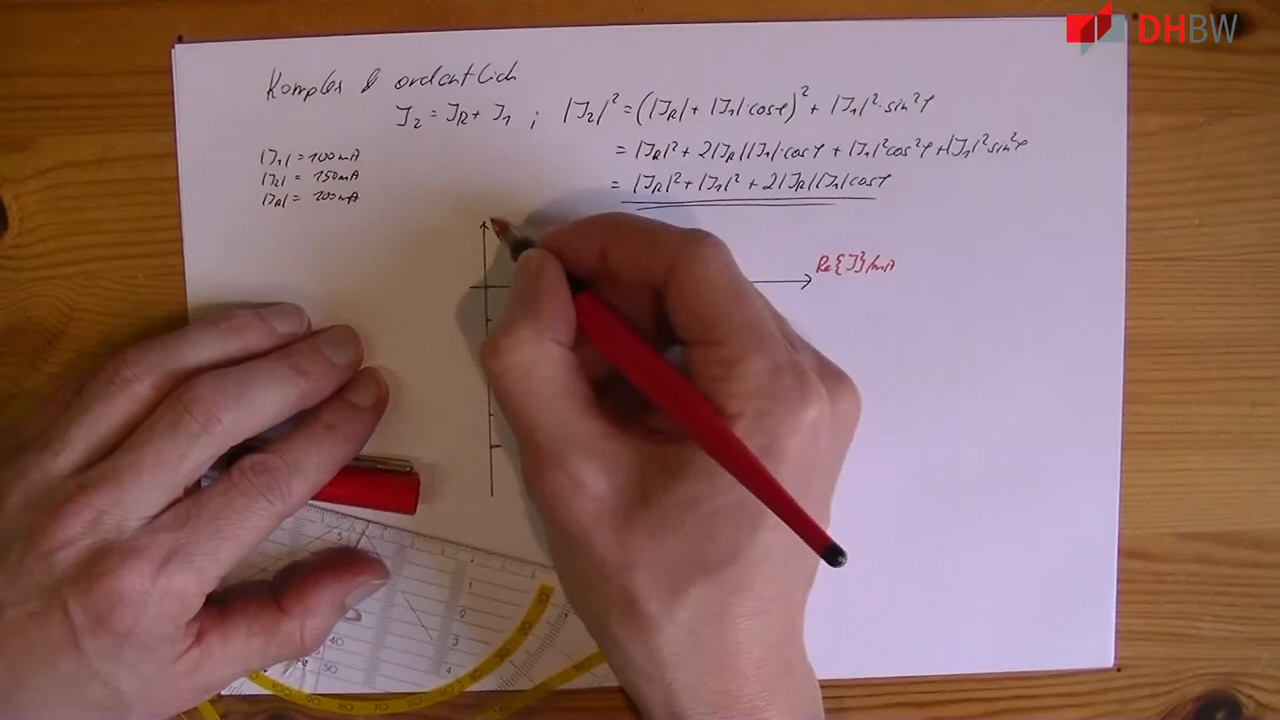 DHBW
Komplex & ordentlich
I₂ = I_R + I₁ ; |I₂|² = (|I_R| + |I₁|·cosφ)² + |I₁|²·sin²φ
= |I_R|² + 2|I_R||I₁|·cosφ + |I₁|²cos²φ + |I₁|²sin²φ
= |I_R|² + |I₁|² + 2|I_R||I₁|cosφ
|I₁| = 100mA
|I₂| = 150mA
|I_R| = 200mA
Re{I}/mA